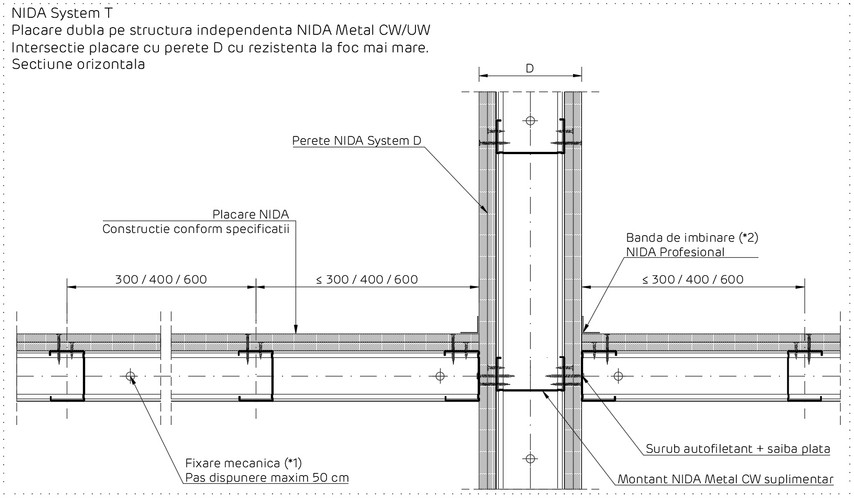 NIDA System T
Placare dubla pe structura independenta NIDA Metal CW/UW
Intersectie placare cu perete D cu rezistenta la foc mai mare.
Sectiune orizontala
D
Perete NIDA System D
Placare NIDA
Constructie conform specificatii
Banda de imbinare (*2)
NIDA Profesional
300 / 400 / 600
≤ 300 / 400 / 600
≤ 300 / 400 / 600
Surub autofiletant + saiba plata
Fixare mecanica (*1)
Pas dispunere maxim 50 cm
Montant NIDA Metal CW suplimentar